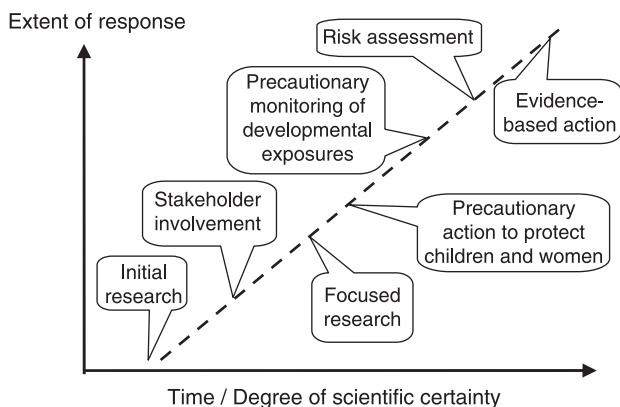 Extent of response
Risk assessment
Precautionary
monitoring of
developmental
exposures
Evidence-
based action
Stakeholder
involvement
Precautionary
action to protect
children and women
Initial
research
Focused
research
Time / Degree of scientific certainty